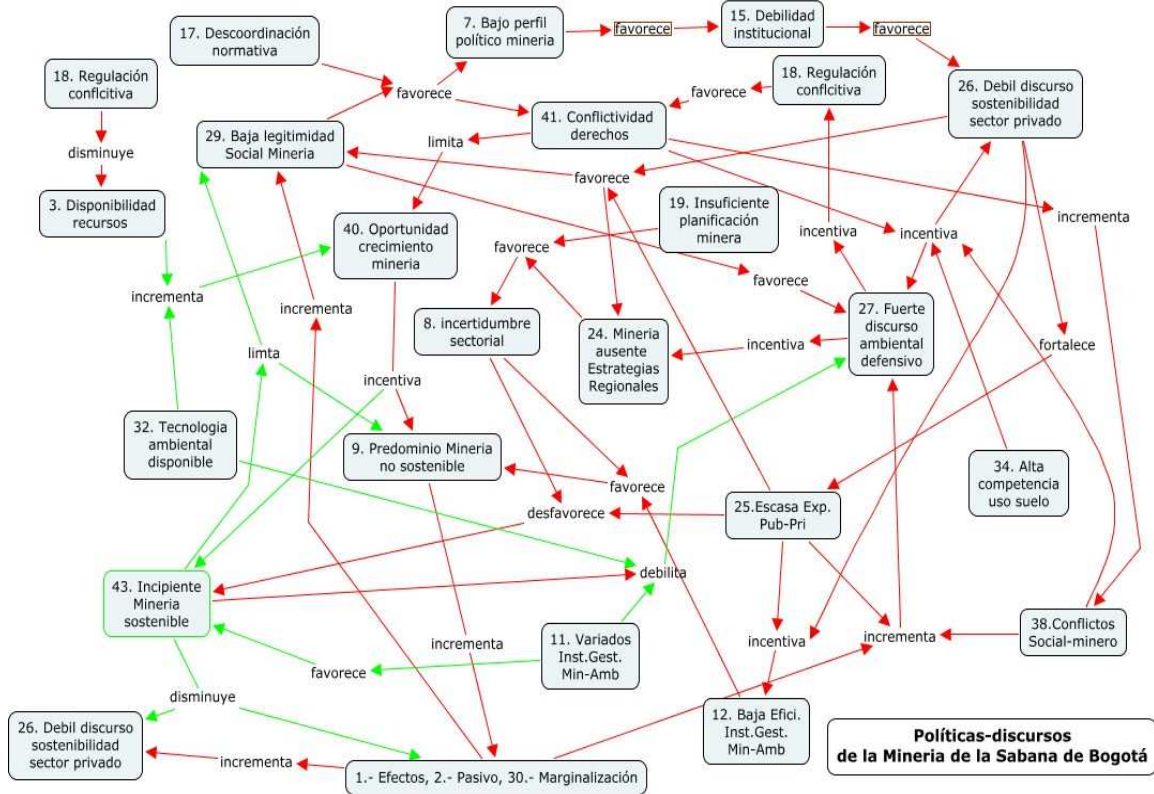 17. Descoordinación
normativa
7. Bajo perfil
político mineria
favorece
15. Debilidad
institucional
favorece
18. Regulación
conflcitiva
favorece
favorece
18. Regulación
conflcitiva
26. Debil discurso
sostenibilidad
sector privado
29. Baja legitimidad
Social Mineria
41. Conflictividad
derechos
limita
disminuye
favorece
3. Disponibilidad
recursos
40. Oportunidad
crecimiento
mineria
19. Insuficiente
planificación
minera
incrementa
favorece
incentiva
incentiva
incrementa
incrementa
favorece
8. incertidumbre
sectorial
24. Mineria
ausente
Estrategias
Regionales
incentiva
27. Fuerte
discurso
ambiental
defensivo
fortalece
limta
incentiva
32. Tecnologia
ambiental
disponible
9. Predominio Mineria
no sostenible
favorece
34. Alta
competencia
uso suelo
desfavorece
25.Escasa Exp.
Pub-Pri
43. Incipiente
Mineria
sostenible
debilita
incrementa
11. Variados
Inst.Gest.
Min-Amb
incentiva
incrementa
38.Conflictos
Social-minero
favorece
disminuye
26. Debil discurso
sostenibilidad
sector privado
incrementa
1.- Efectos, 2.- Pasivo, 30.- Marginalización
12. Baja Efici.
Inst.Gest.
Min-Amb
Políticas-discursos
de la Mineria de la Sabana de Bogotá